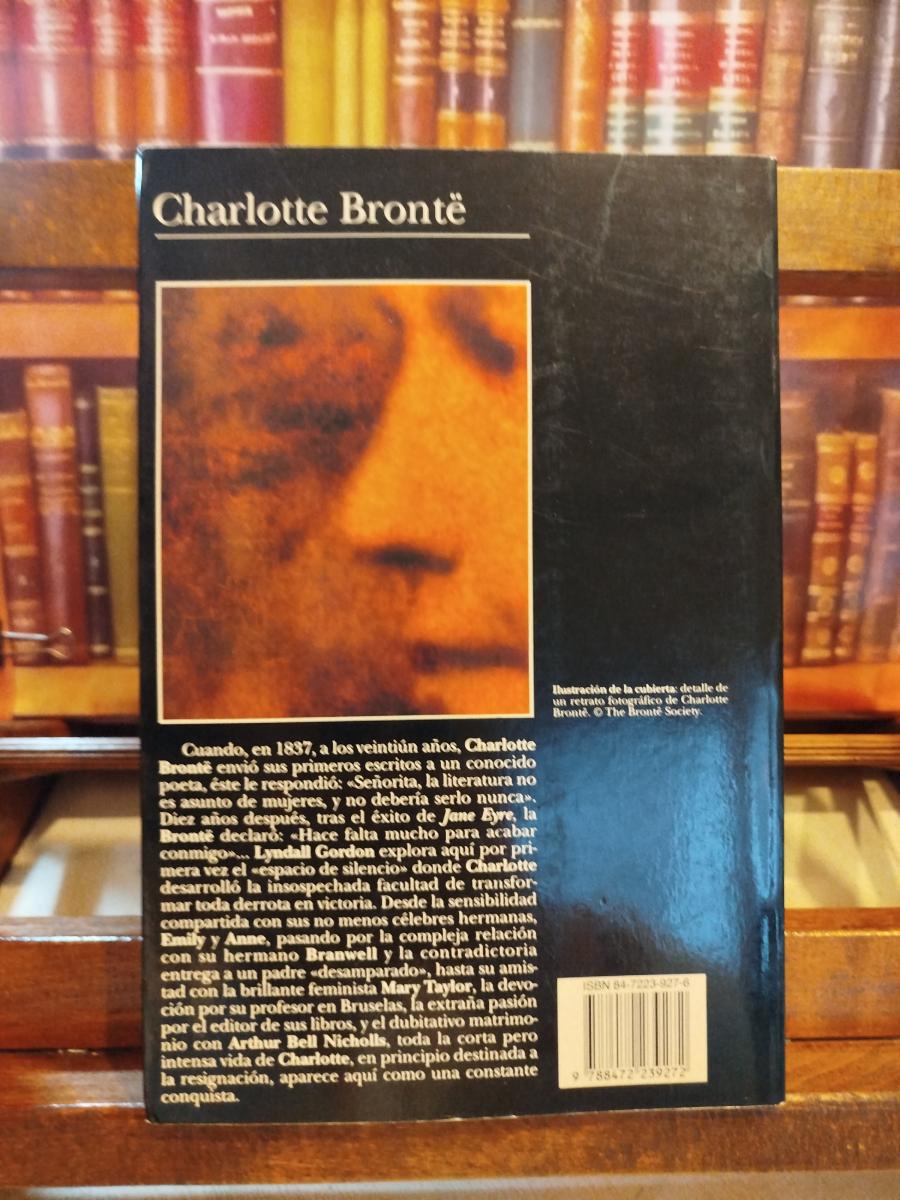 Charlotte Brontë
Ilustración de la cubierta: detalle de
un retrato fotográfico de Charlotte
Brontë. © The Brontë Society.
Cuando, en 1837, a los veintiún años, Charlotte
Brontë envió sus primeros escritos a un conocido
poeta, éste le respondió: «Señorita, la literatura no
es asunto de mujeres, y no debería serlo nunca».
Diez años después, tras el éxito de Jane Eyre, la
Brontë declaró: «Hace falta mucho para acabar
conmigo»... Lyndall Gordon explora aquí por pri-
mera vez el «espacio de silencio» donde Charlotte
desarrolló la insospechada facultad de transfor-
mar toda derrota en victoria. Desde la sensibilidad
compartida con sus no menos célebres hermanas,
Emily y Anne, pasando por la compleja relación
con su hermano Branwell y la contradictoria
entrega a un padre «desamparado», hasta su amis-
tad con la brillante feminista Mary Taylor, la devo-
ción por su profesor en Bruselas, la extraña pasión
por el editor de sus libros, y el dubitativo matrimo-
nio con Arthur Bell Nicholls, toda la corta pero
intensa vida de Charlotte, en principio destinada a
la resignación, aparece aquí como una constante
conquista.
ISBN 84-7223-927-6
9 788472 239272